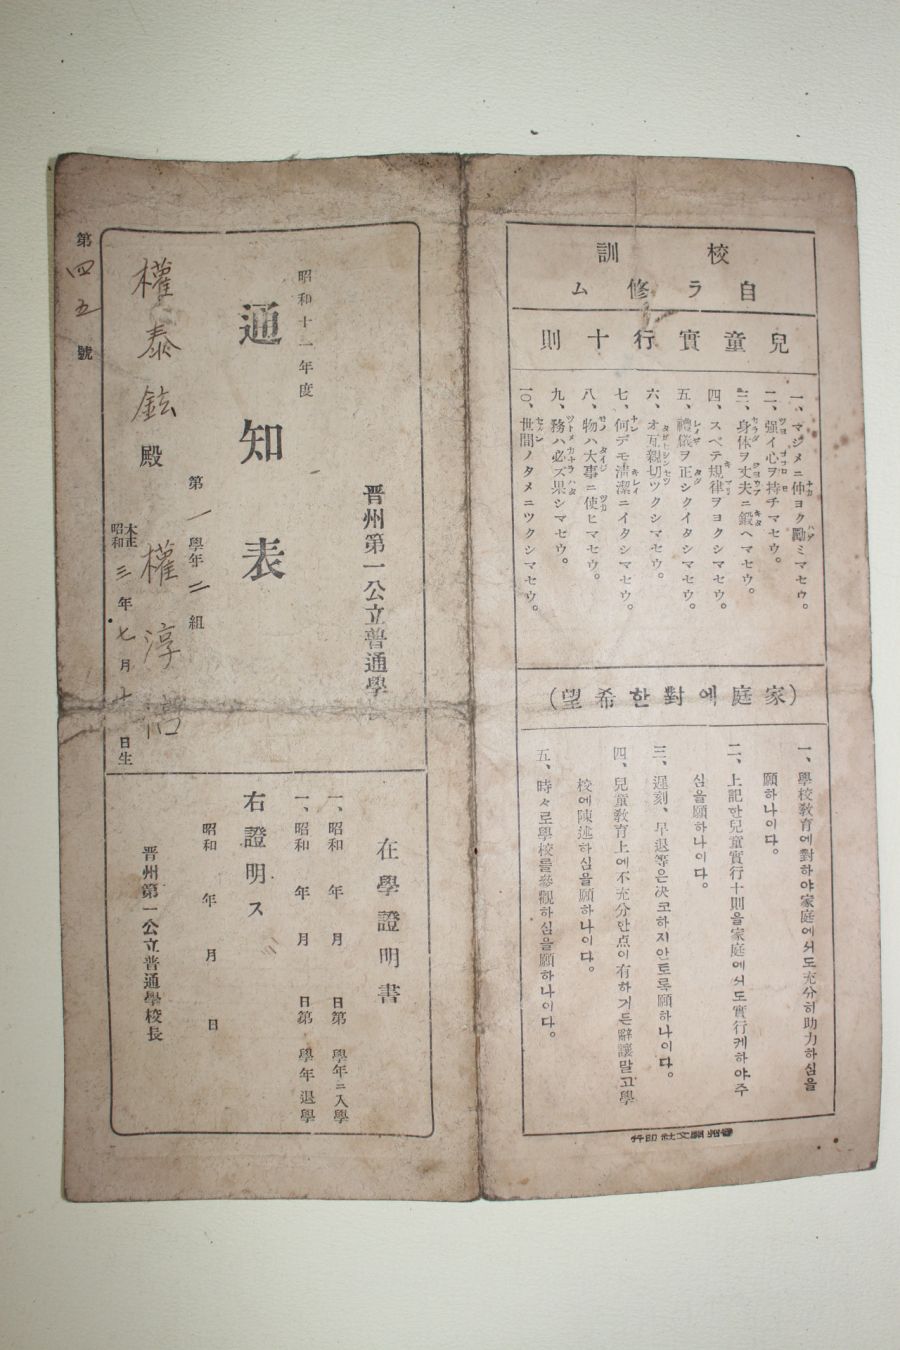 校訓
自ラ修ム
兒童實行十則
一、マジメニ仲ヨク勵ミマセウ。
二、强イ心ヲ持チマセウ。
三、身体ヲ丈夫ニ鍛ヘマセウ。
四、スベテ規律ヲヨクシマセウ。
五、禮儀ヲ正シクイタシマセウ。
六、オ互親切ツクシマセウ。
七、何デモ淸潔ニイタシマセウ。
八、物ハ大事ニ使ヒマセウ。
九、務ハ必ズ果シマセウ。
一〇、世間ノタメニツクシマセウ。
(家庭에對한希望)
一、學校敎育에對하야家庭에서도充分히助力하심을
願하나이다。
二、上記한兒童實行十則을家庭에서도實行케하야주
심을願하나이다。
三、遲刻、早退等은決코하지안토록願하나이다。
四、兒童敎育上에不充分한点이有하거든辭讓말고學
校에陳述하심을願하나이다。
五、時々로學校를參觀하심을願하나이다。
晋州第一公立普通學
昭和十一年度
通知表
第一學年二組
權泰鉉殿
權淳
大正
昭和三年七月十日生
第四五號
在學證明書
一、昭和 年 月 日第 學年ニ入學
一、昭和 年 月 日第 學年退學
右證明ス
昭和 年 月 日
晋州第一公立普通學校長